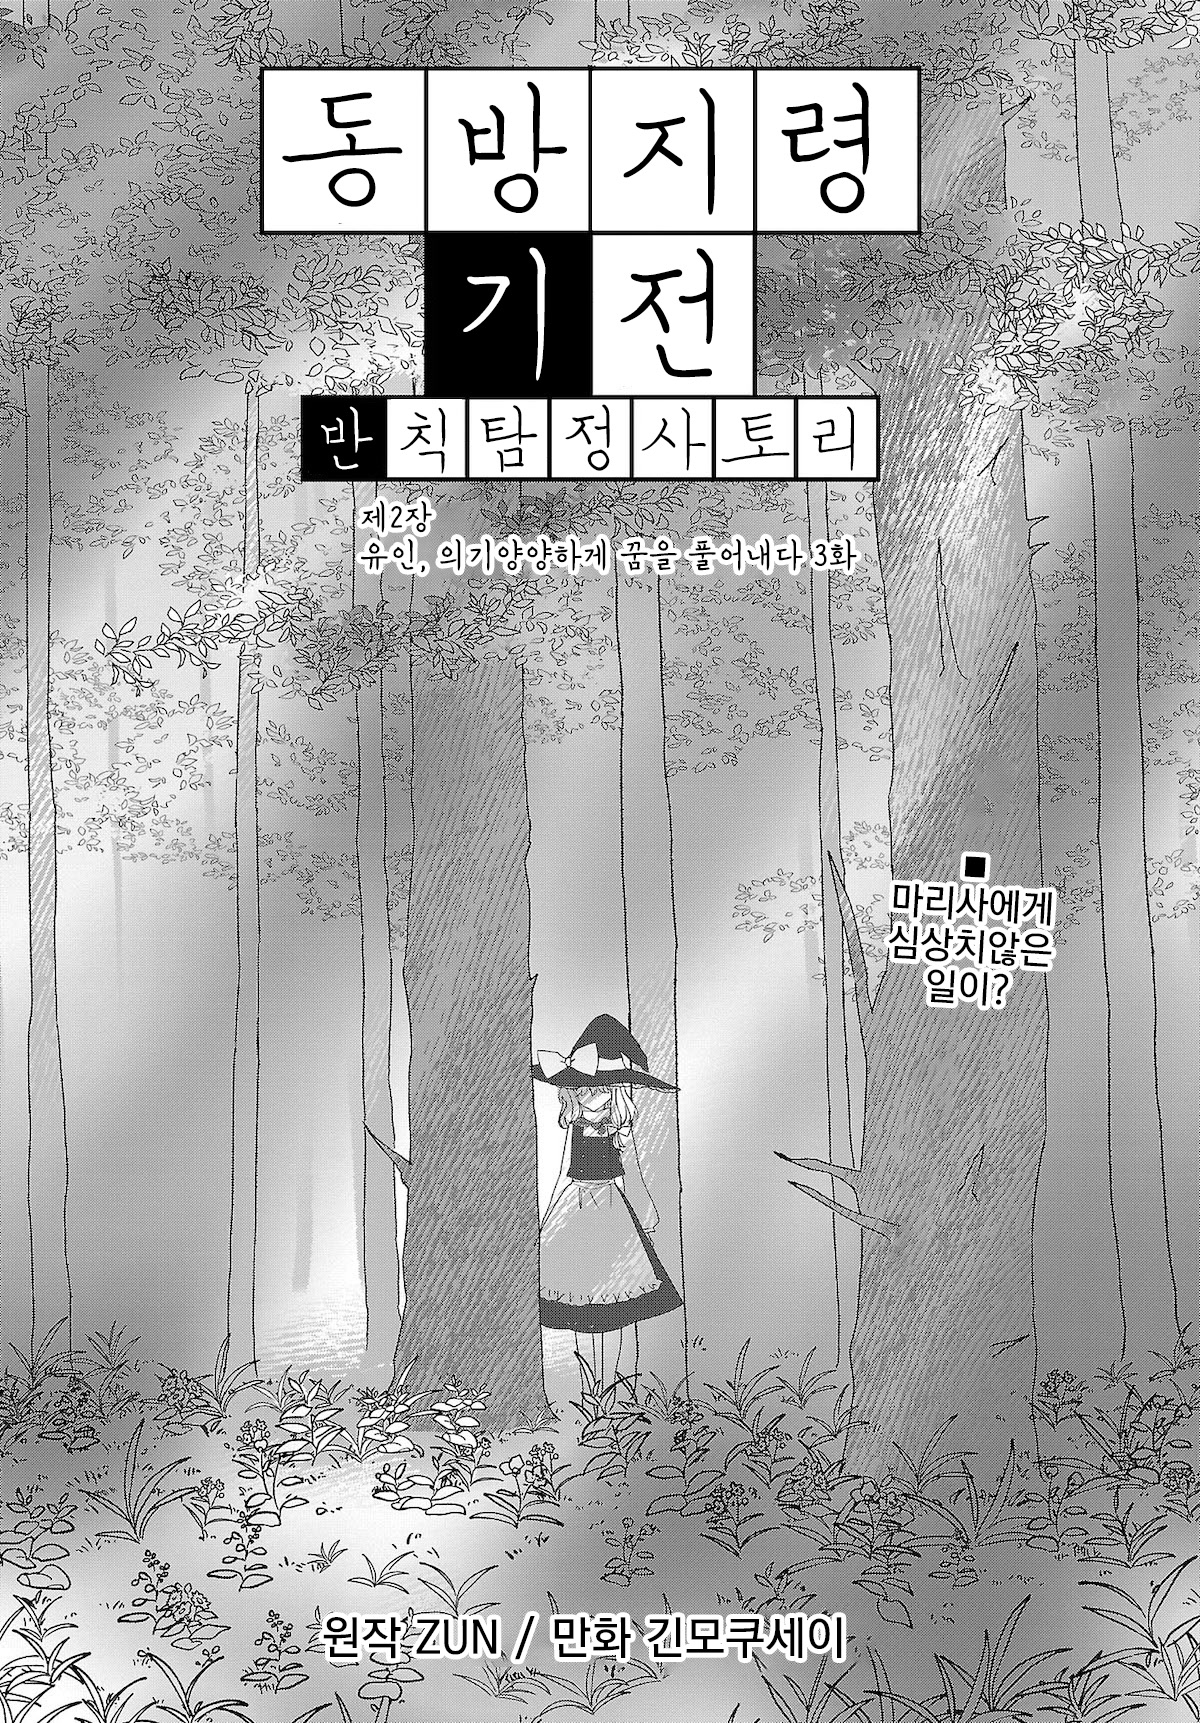 동방지령
기전
반칙탐정사토리
제2장
유인, 의기양양하게 꿈을 풀어내다 3화
■
마리사에게
심상치않은
일이?
원작 ZUN / 만화 긴모쿠세이